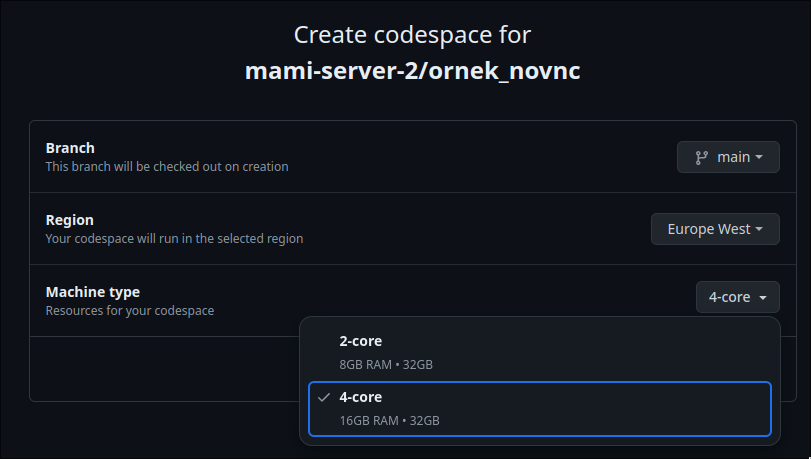 Create codespace for
mami-server-2/ornek_novnc
Branch
This branch will be checked out on creation
main
Region
Your codespace will run in the selected region
Europe West
Machine type
Resources for your codespace
4-core
2-core
8GB RAM • 32GB
4-core
16GB RAM • 32GB